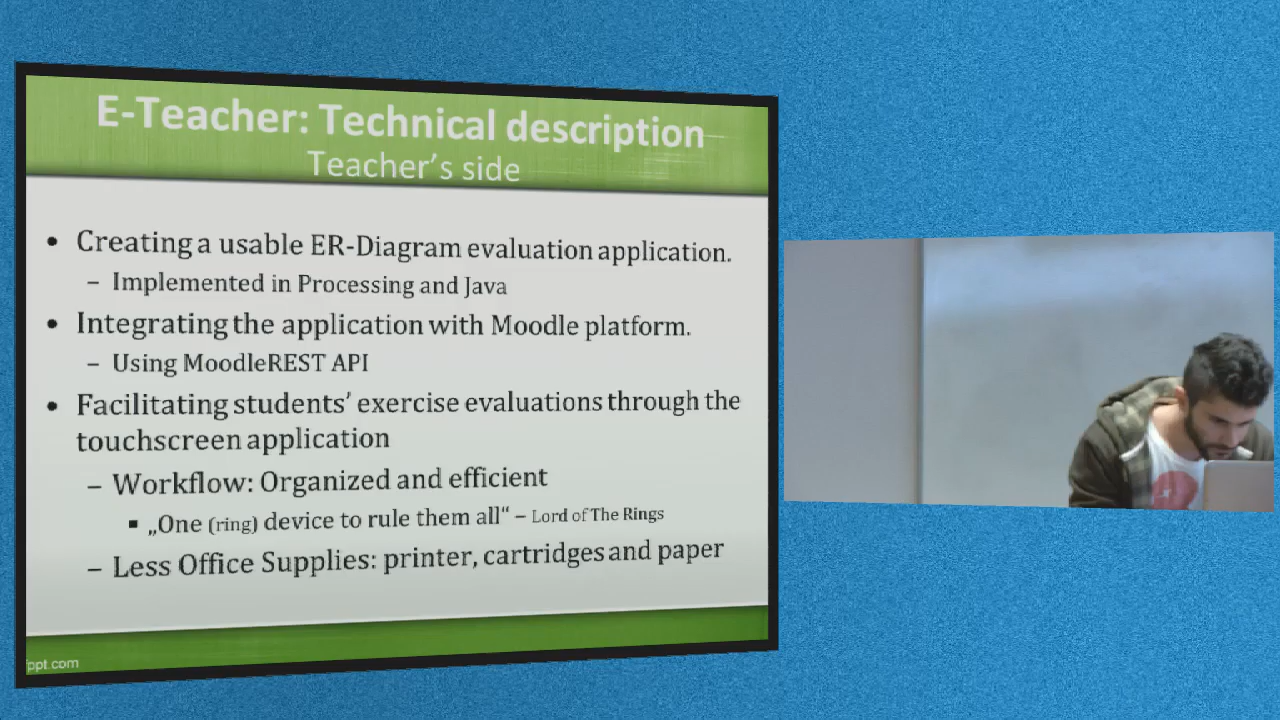 E-Teacher: Technical description
Teacher's side
• Creating a usable ER-Diagram evaluation application.
– Implemented in Processing and Java
• Integrating the application with Moodle platform.
– Using MoodleREST API
• Facilitating students' exercise evaluations through the
touchscreen application
– Workflow: Organized and efficient
▪ „One (ring) device to rule them all“ – Lord of The Rings
– Less Office Supplies: printer, cartridges and paper
ppt.com